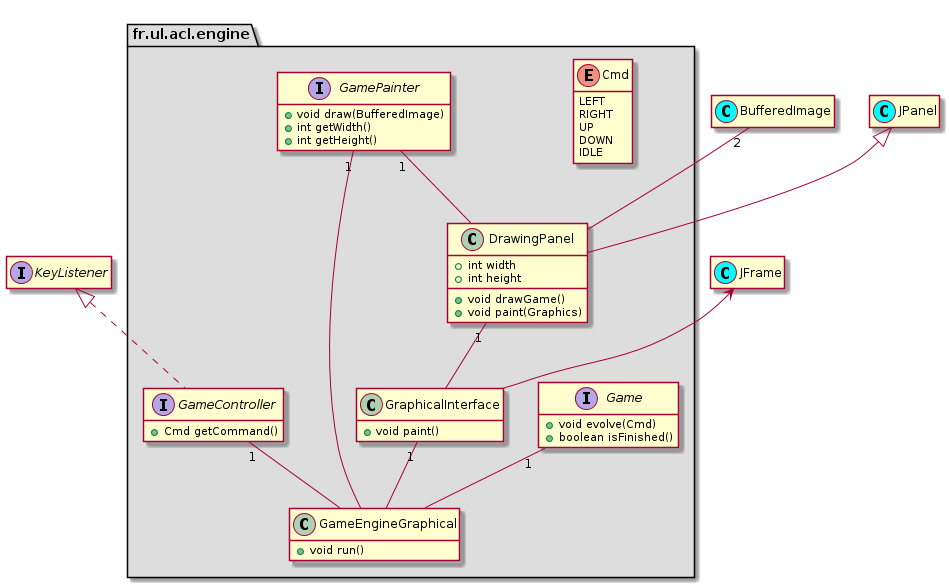 fr.ul.acl.engine
I GamePainter
void draw(BufferedImage)
int getWidth()
int getHeight()
E Cmd
LEFT
RIGHT
UP
DOWN
IDLE
C BufferedImage
C JPanel
2
1
1
C DrawingPanel
int width
int height
void drawGame()
void paint(Graphics)
I KeyListener
C JFrame
1
I GameController
Cmd getCommand()
C GraphicalInterface
void paint()
I Game
void evolve(Cmd)
boolean isFinished()
1
1
1
C GameEngineGraphical
void run()